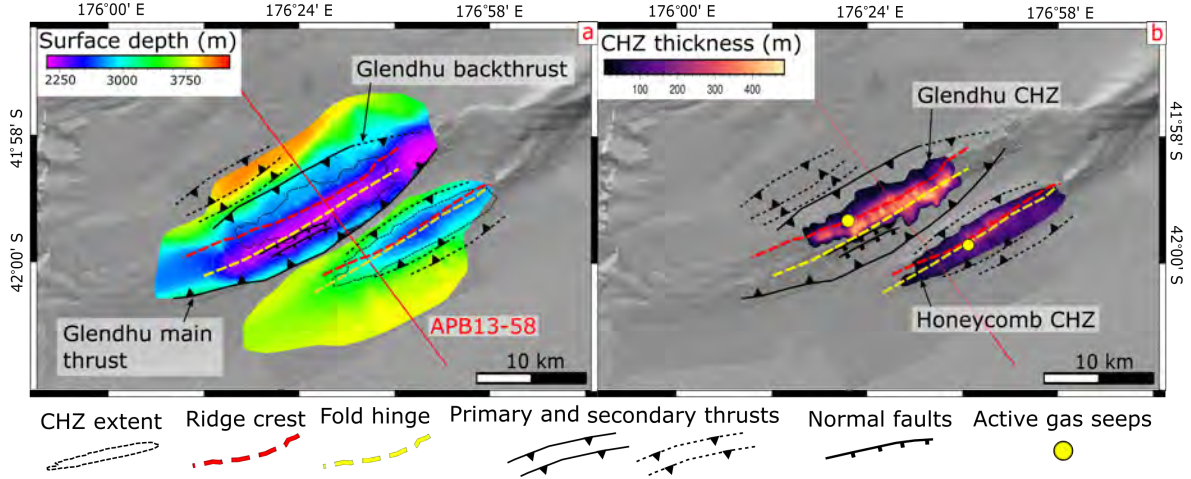 176°00' E 176°24' E 176°58' E 176°00' E 176°24' E 176°58' E
Surface depth (m)
2250 3000 3750
a
Glendhu backthrust
41°58' S
42°00' S
Glendhu main
thrust
APB13-58
10 km
CHZ thickness (m)
100 200 300 400
b
Glendhu CHZ
41°58' S
42°00' S
Honeycomb CHZ
10 km
CHZ extent Ridge crest Fold hinge Primary and secondary thrusts Normal faults Active gas seeps